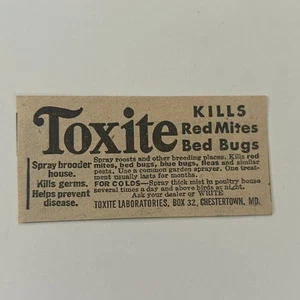 Toxite
KILLS
Red Mites
Bed Bugs
Spray brooder
house.
Kills germs.
Helps prevent
disease.
Spray roosts and other breeding places. Kills red
mites, bed bugs, blue bugs, fleas and similar
pests. Use a common garden sprayer. One treat-
ment usually lasts for months.
FOR COLDS—Spray thick mist in poultry house
several times a day and above birds at night.
Ask your dealer or WRITE
TOXITE LABORATORIES, BOX 32, CHESTERTOWN, MD.